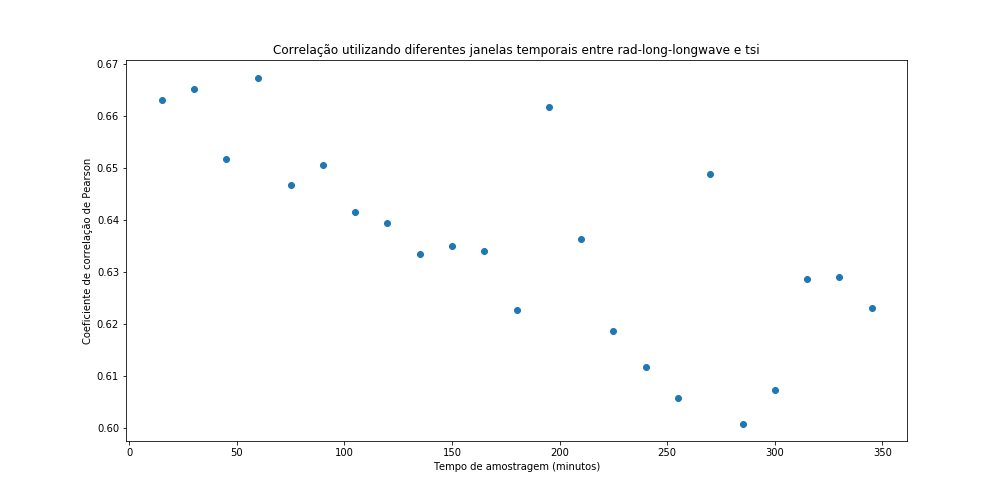 Correlação utilizando diferentes janelas temporais entre rad-long-longwave e tsi
0.67
0.66
0.65
0.64
0.63
0.62
0.61
0.60
Coeficiente de correlação de Pearson
0 50 100 150 200 250 300 350
Tempo de amostragem (minutos)